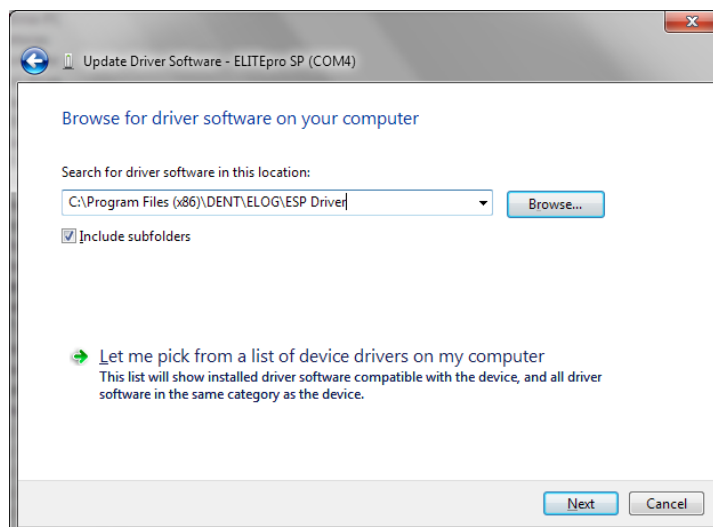 Update Driver Software - ELITEpro SP (COM4)
Browse for driver software on your computer
Search for driver software in this location:
C:\Program Files (x86)\DENT\ELOG\ESP Driver
Browse...
Include subfolders
Let me pick from a list of device drivers on my computer
This list will show installed driver software compatible with the device, and all driver
software in the same category as the device.
Next
Cancel